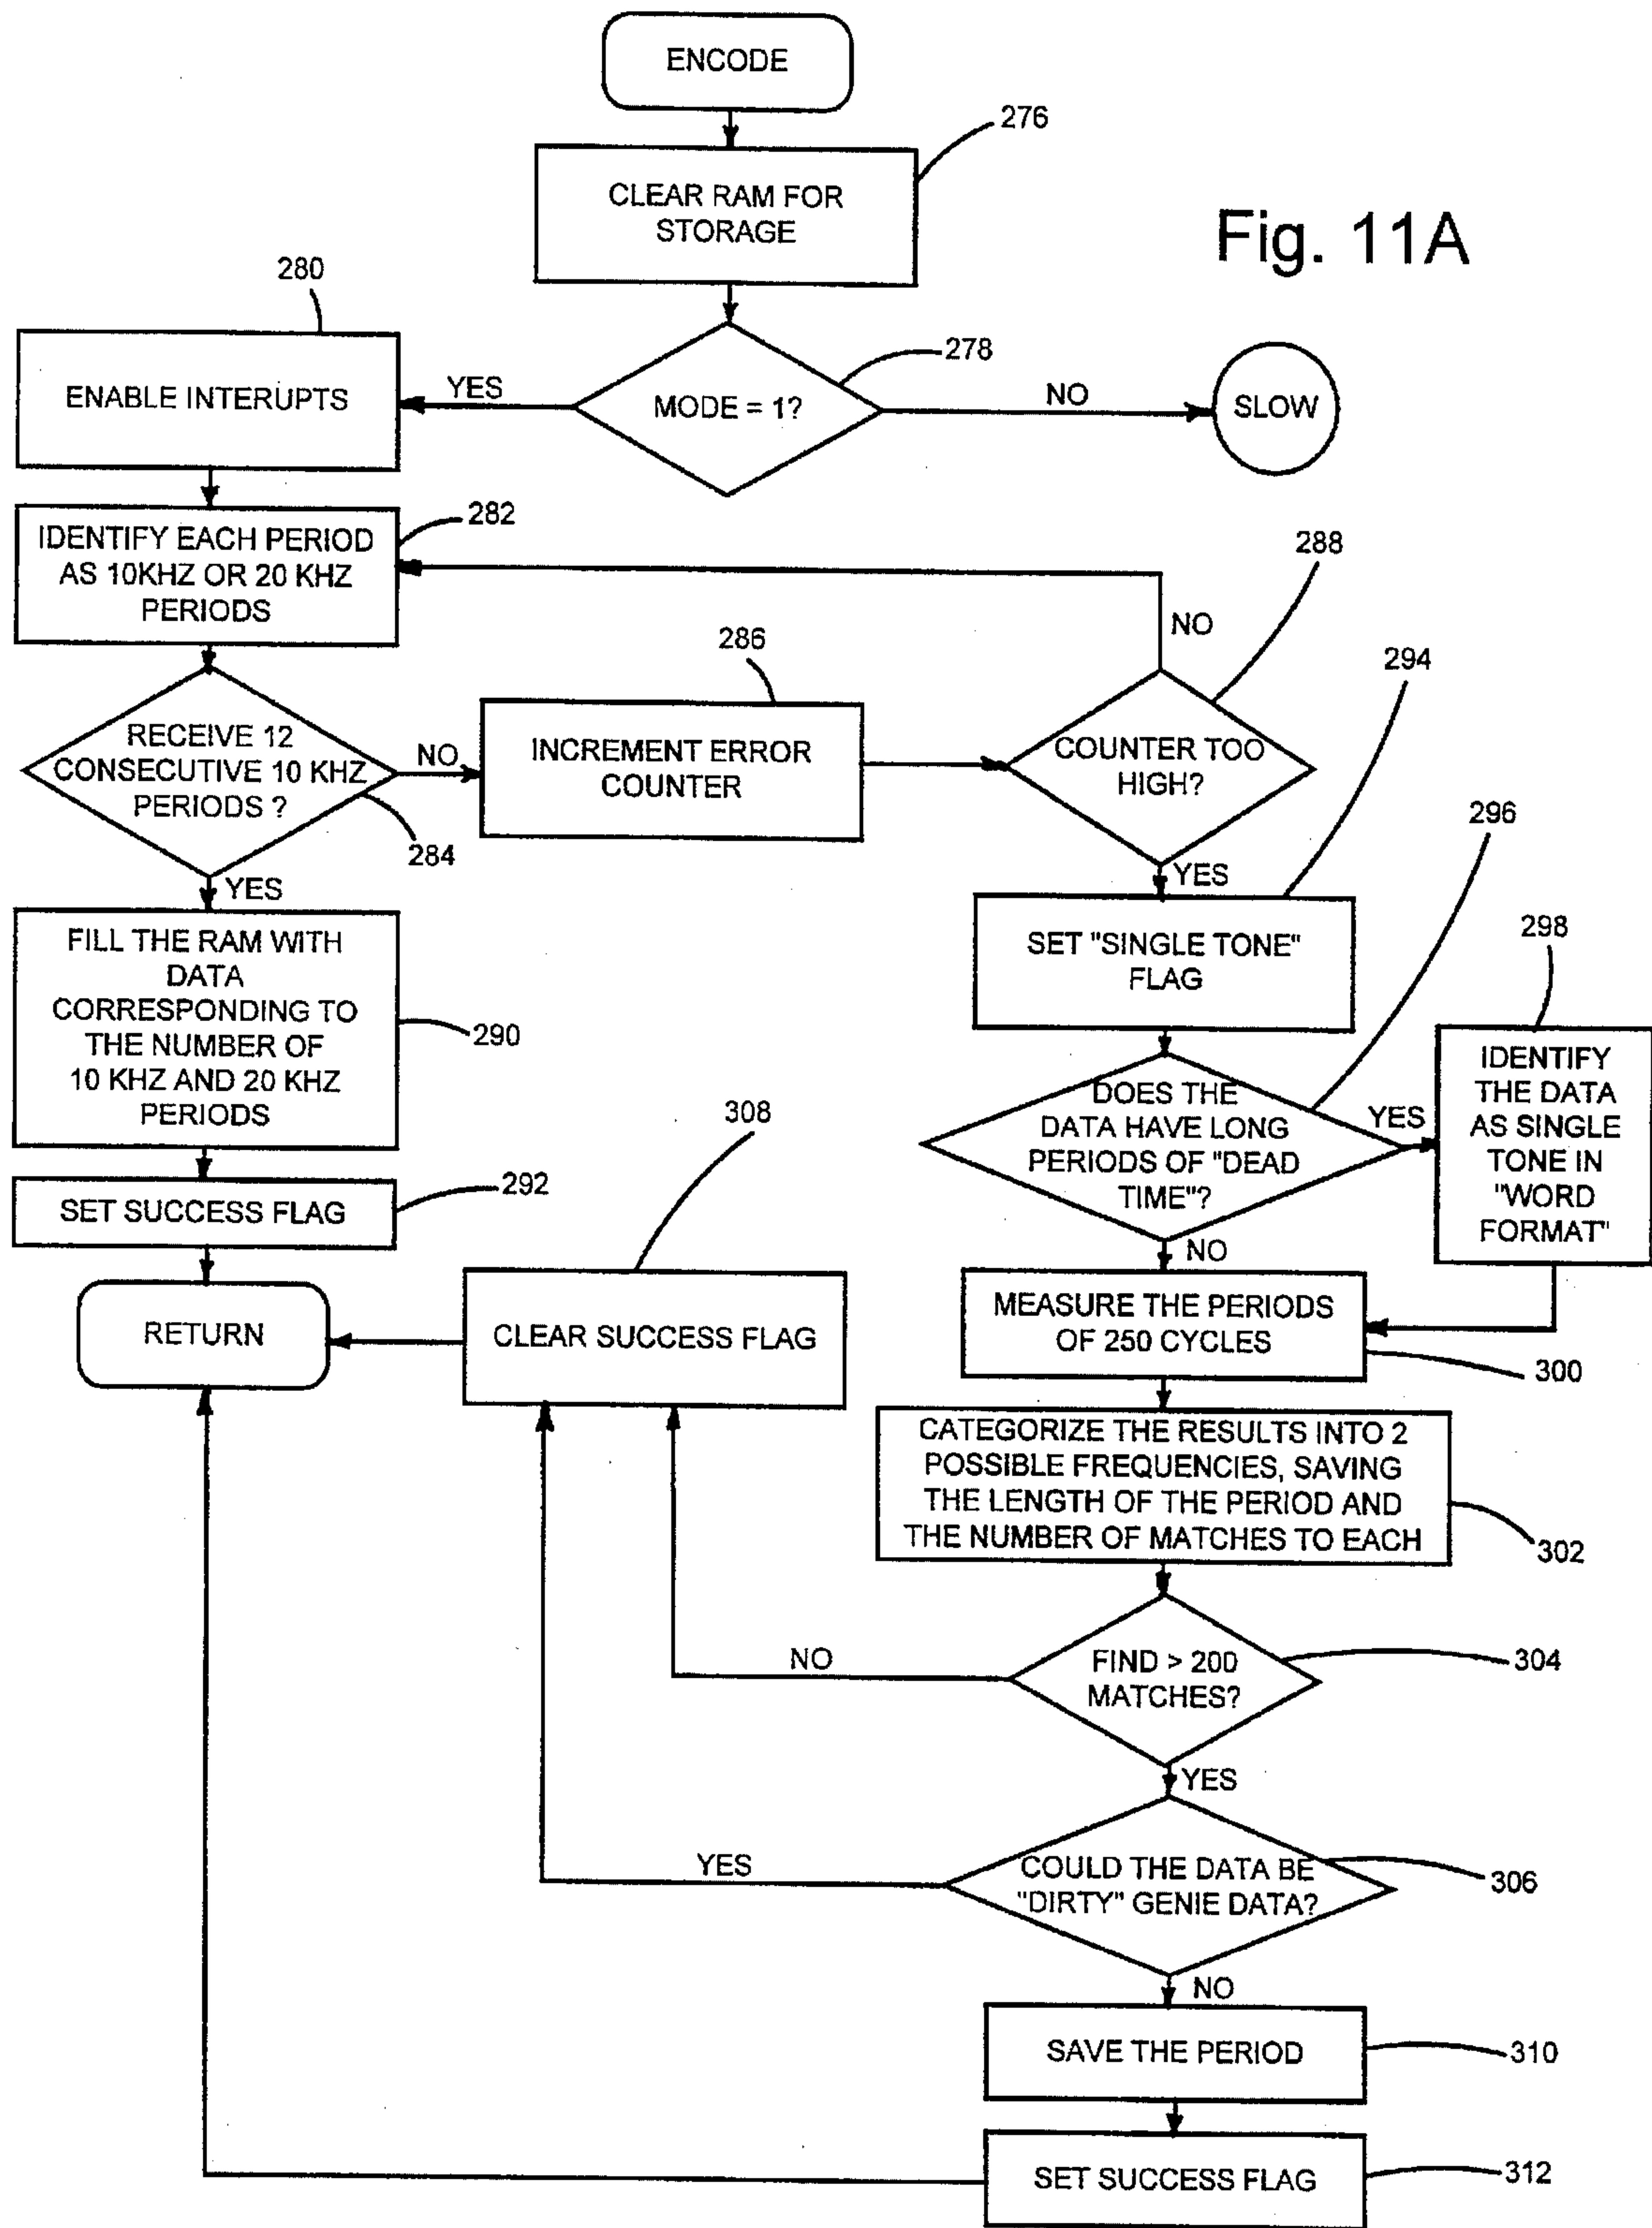 ENCODE
276
CLEAR RAM FOR
STORAGE
Fig. 11A
280
ENABLE INTERUPTS
YES
278
MODE = 1?
NO
SLOW
282
IDENTIFY EACH PERIOD
AS 10KHZ OR 20 KHZ
PERIODS
288
NO
286
294
RECEIVE 12
CONSECUTIVE 10 KHZ
PERIODS ?
284
NO
INCREMENT ERROR
COUNTER
COUNTER TOO
HIGH?
296
YES
YES
FILL THE RAM WITH
DATA
CORRESPONDING TO
THE NUMBER OF
10 KHZ AND 20 KHZ
PERIODS
290
SET "SINGLE TONE"
FLAG
298
IDENTIFY
THE DATA
AS SINGLE
TONE IN
"WORD
FORMAT"
DOES THE
DATA HAVE LONG
PERIODS OF "DEAD
TIME"?
YES
308
292
SET SUCCESS FLAG
NO
RETURN
CLEAR SUCCESS FLAG
MEASURE THE PERIODS
OF 250 CYCLES
300
CATEGORIZE THE RESULTS INTO 2
POSSIBLE FREQUENCIES, SAVING
THE LENGTH OF THE PERIOD AND
THE NUMBER OF MATCHES TO EACH
302
NO
FIND > 200
MATCHES?
304
YES
YES
COULD THE DATA BE
"DIRTY" GENIE DATA?
306
NO
SAVE THE PERIOD
310
SET SUCCESS FLAG
312